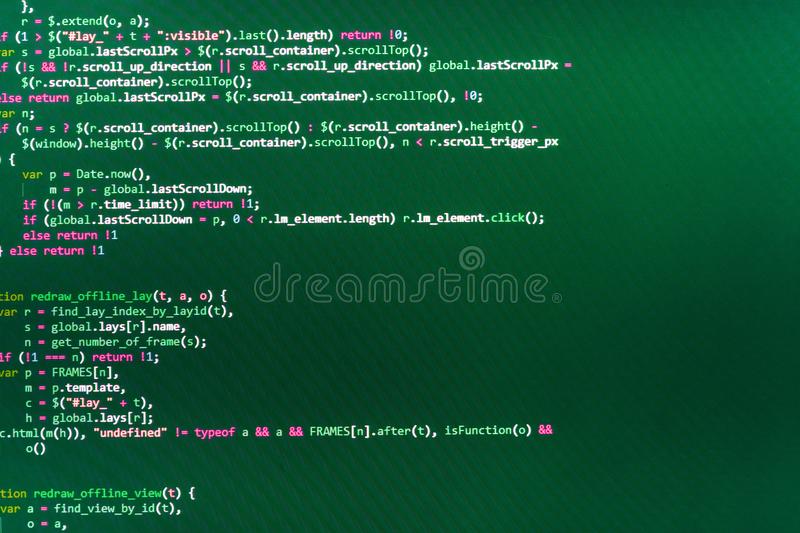 },
r = $.extend(o, a);
if (1 > $("#lay_" + t + ":visible").last().length) return !0;
var s = global.lastScrollPx > $(r.scroll_container).scrollTop();
if (!s && !r.scroll_up_direction || s && r.scroll_up_direction) global.lastScrollPx =
$(r.scroll_container).scrollTop();
else return global.lastScrollPx = $(r.scroll_container).scrollTop(), !0;
var n;
if (n = s ? $(r.scroll_container).scrollTop() : $(r.scroll_container).height() -
$(window).height() - $(r.scroll_container).scrollTop(), n < r.scroll_trigger_px
) {
var p = Date.now(),
m = p - global.lastScrollDown;
if (!(m > r.time_limit)) return !1;
if (global.lastScrollDown = p, 0 < r.lm_element.length) r.lm_element.click();
else return !1
} else return !1
tion redraw_offline_lay(t, a, o) {
var r = find_lay_index_by_layid(t),
s = global.lays[r].name,
n = get_number_of_frame(s);
if (!1 === n) return !1;
var p = FRAMES[n],
m = p.template,
c = $("#lay_" + t),
h = global.lays[r];
c.html(m(h)), "undefined" != typeof a && a && FRAMES[n].after(t), isFunction(o) &&
o()
tion redraw_offline_view(t) {
var a = find_view_by_id(t),
o = a,
dreamstime